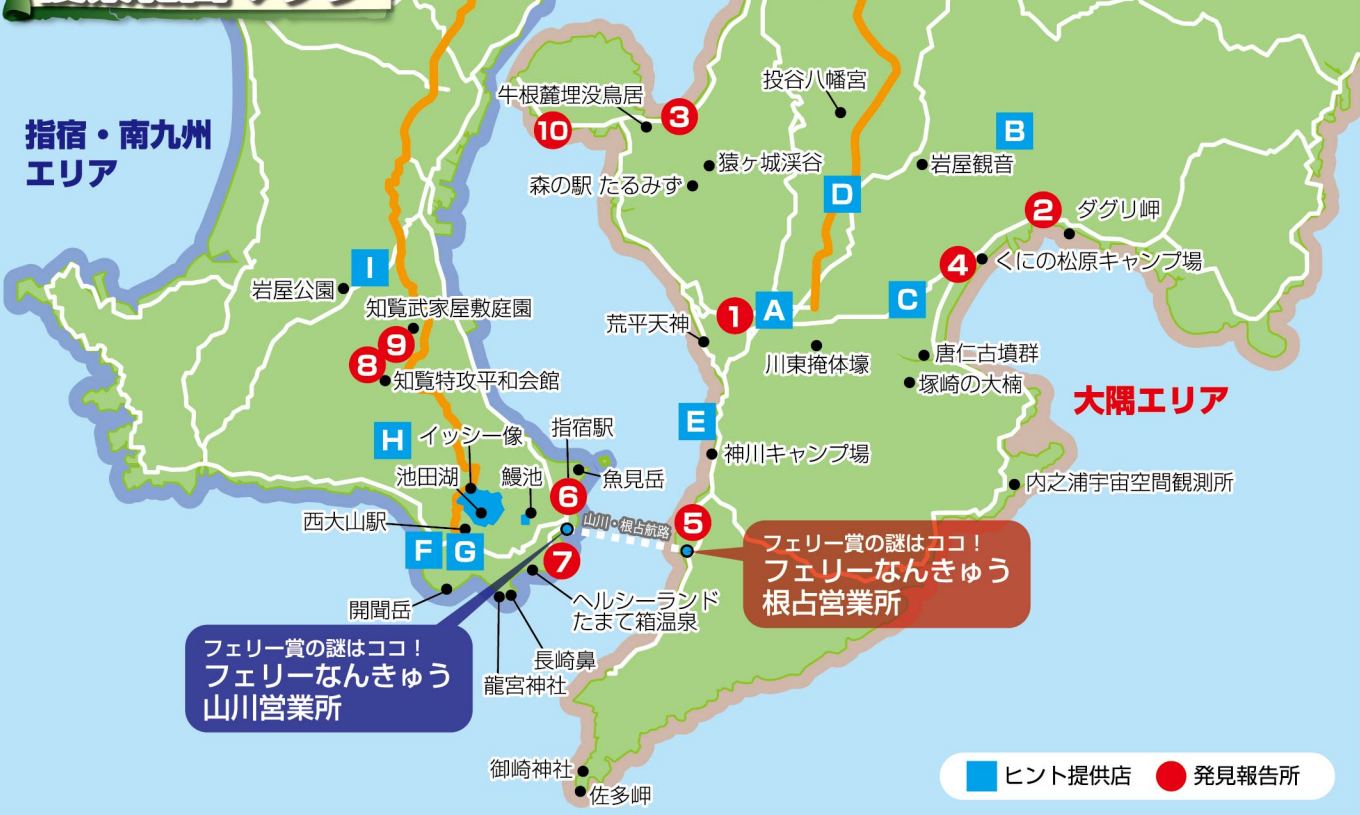 指宿・南九州
エリア
牛根麓埋没鳥居
3
10
投谷八幡宮
B
猿ヶ城渓谷
森の駅 たるみず
岩屋観音
D
2
ダグリ岬
4
くにの松原キャンプ場
I
岩屋公園
知覧武家屋敷庭園
9
8
知覧特攻平和会館
荒平天神
1
A
C
川東掩体壕
唐仁古墳群
塚崎の大楠
大隅エリア
H
イッシー像
指宿駅
E
神川キャンプ場
池田湖
鰻池
魚見岳
6
内之浦宇宙空間観測所
西大山駅
山川・根占航路
5
F
G
7
フェリー賞の謎はココ！
フェリーなんきゅう
根占営業所
開聞岳
ヘルシーランド
たまて箱温泉
フェリー賞の謎はココ！
フェリーなんきゅう
山川営業所
長崎鼻
龍宮神社
御崎神社
佐多岬
ヒント提供店
発見報告所